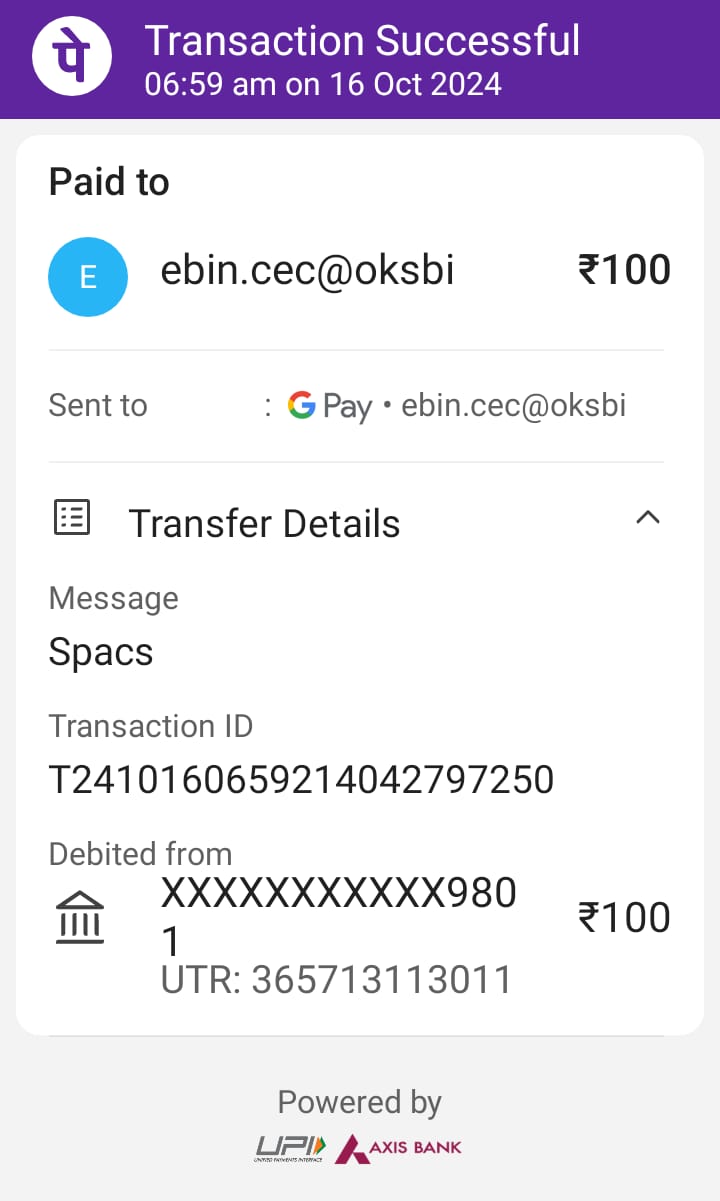 पे
Transaction Successful
06:59 am on 16 Oct 2024
Paid to
E
ebin.cec@oksbi
₹100
Sent to : G Pay • ebin.cec@oksbi
Transfer Details
Message
Spacs
Transaction ID
T2410160659214042797250
Debited from
XXXXXXXXXXX980
1
₹100
UTR: 365713113011
Powered by
UPI AXIS BANK
UNIFIED PAYMENTS INTERFACE